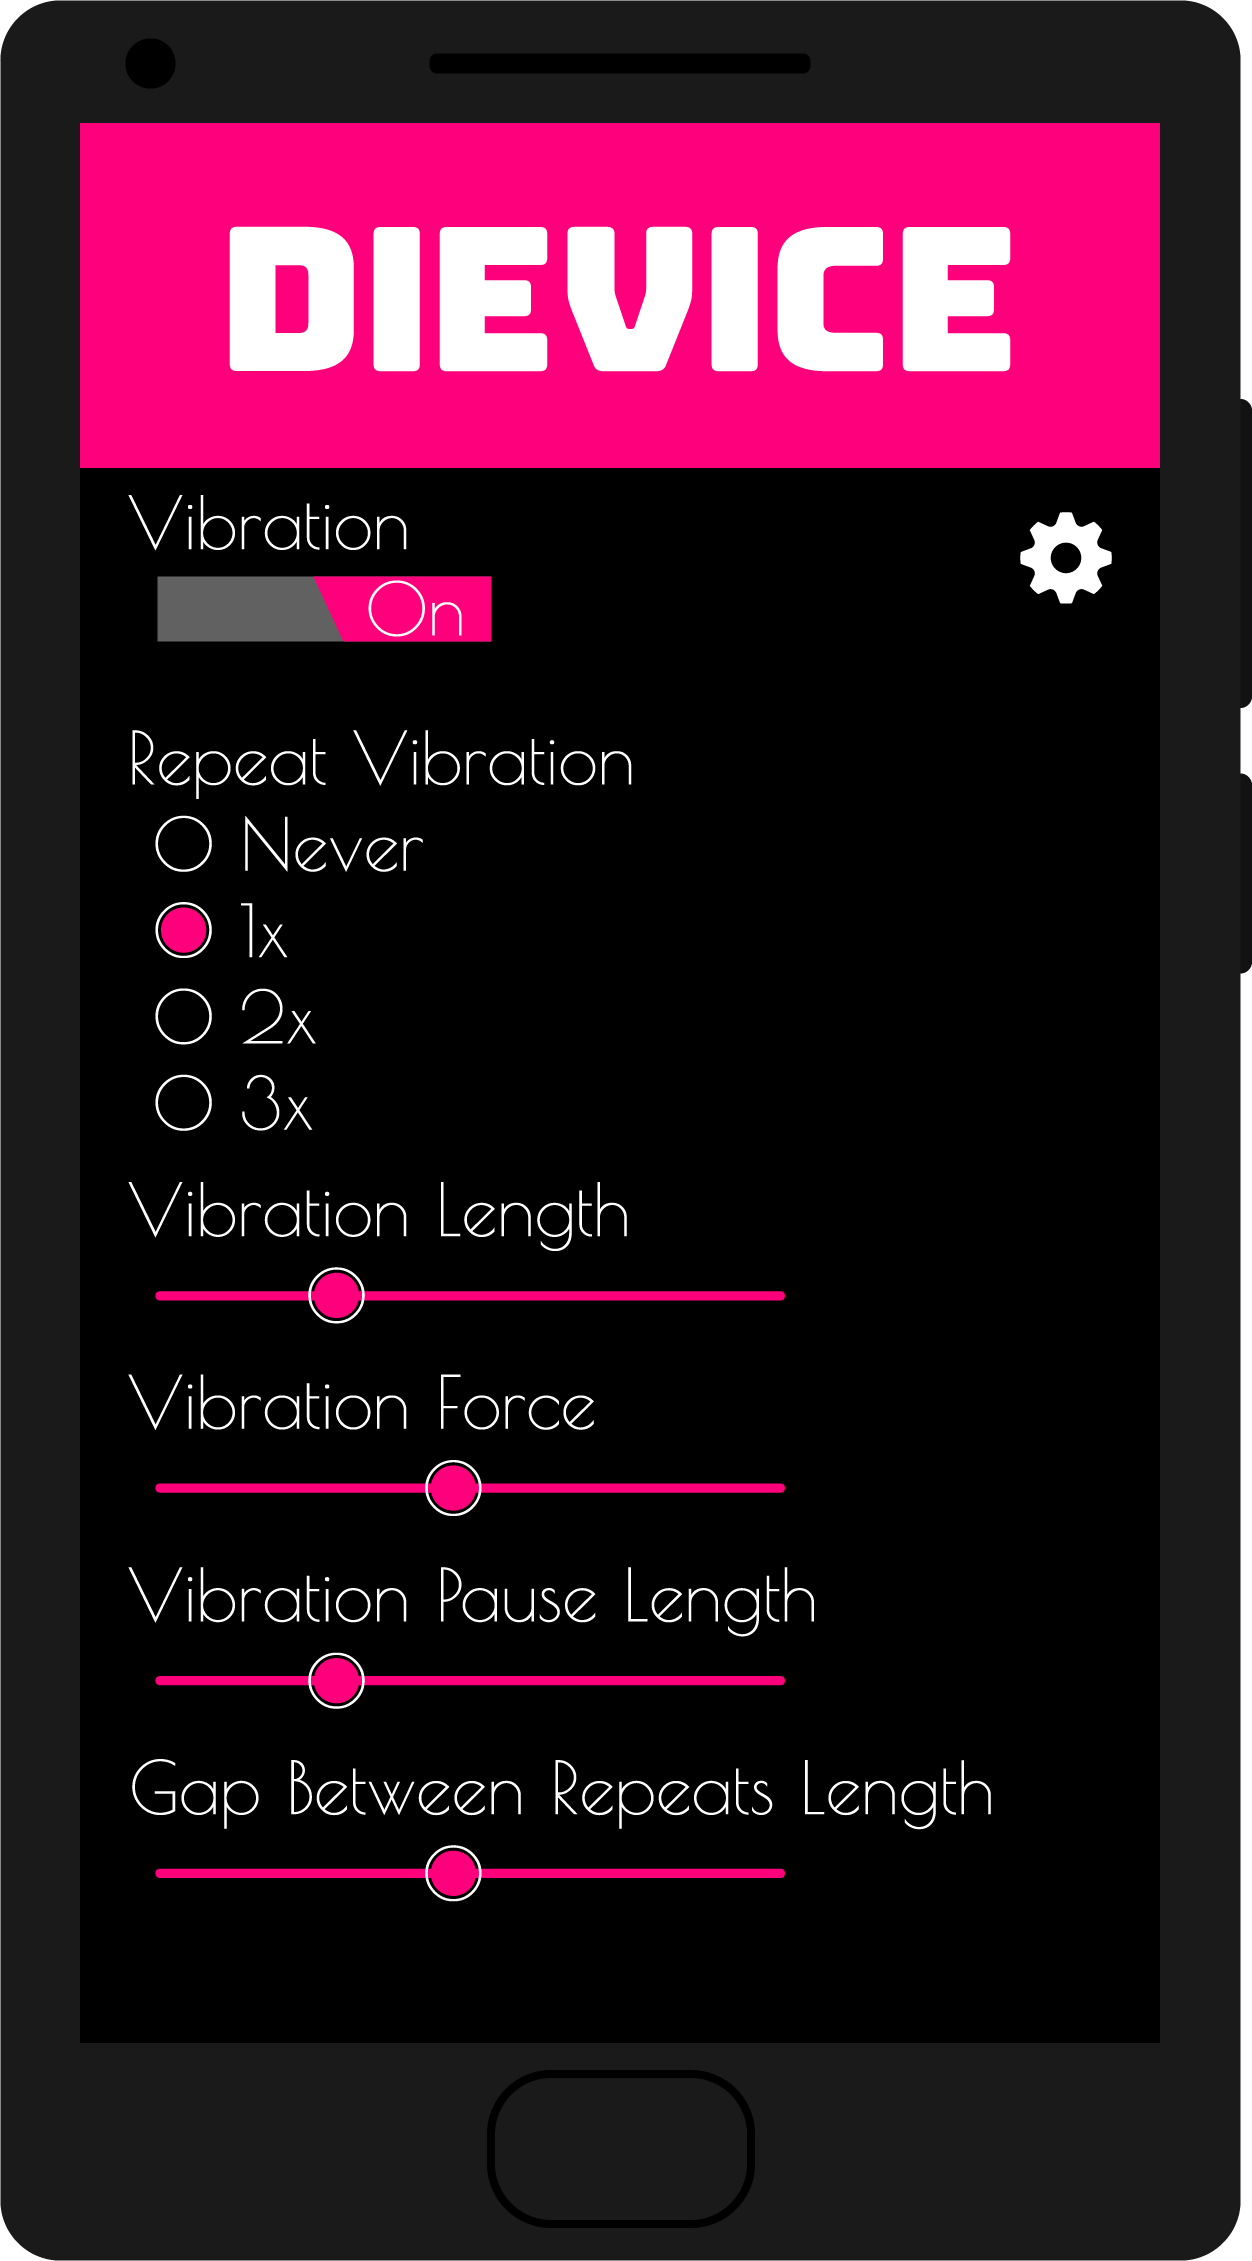 DIEVICE
Vibration
On
Repeat Vibration
Never
1x
2x
3x
Vibration Length
Vibration Force
Vibration Pause Length
Gap Between Repeats Length